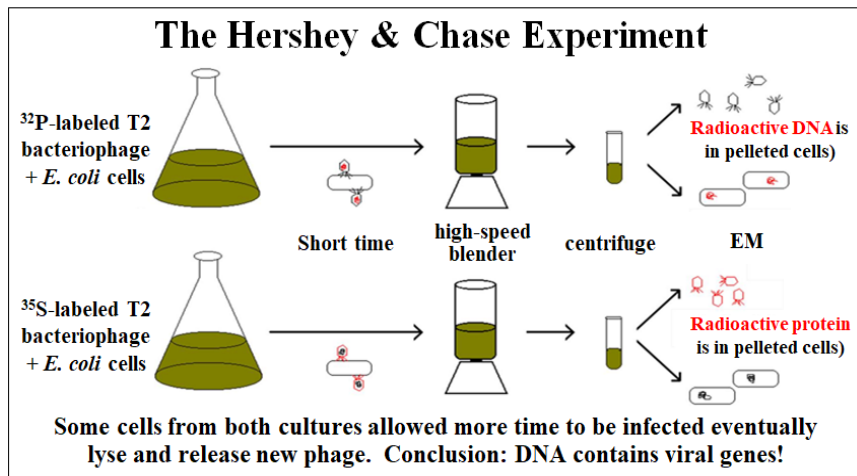 The Hershey & Chase Experiment
³²P-labeled T2
bacteriophage
+ E. coli cells
Radioactive DNA is
in pelleted cells)
Short time
high-speed
blender
centrifuge
EM
³⁵S-labeled T2
bacteriophage
+ E. coli cells
Radioactive protein
is in pelleted cells)
Some cells from both cultures allowed more time to be infected eventually
lyse and release new phage. Conclusion: DNA contains viral genes!